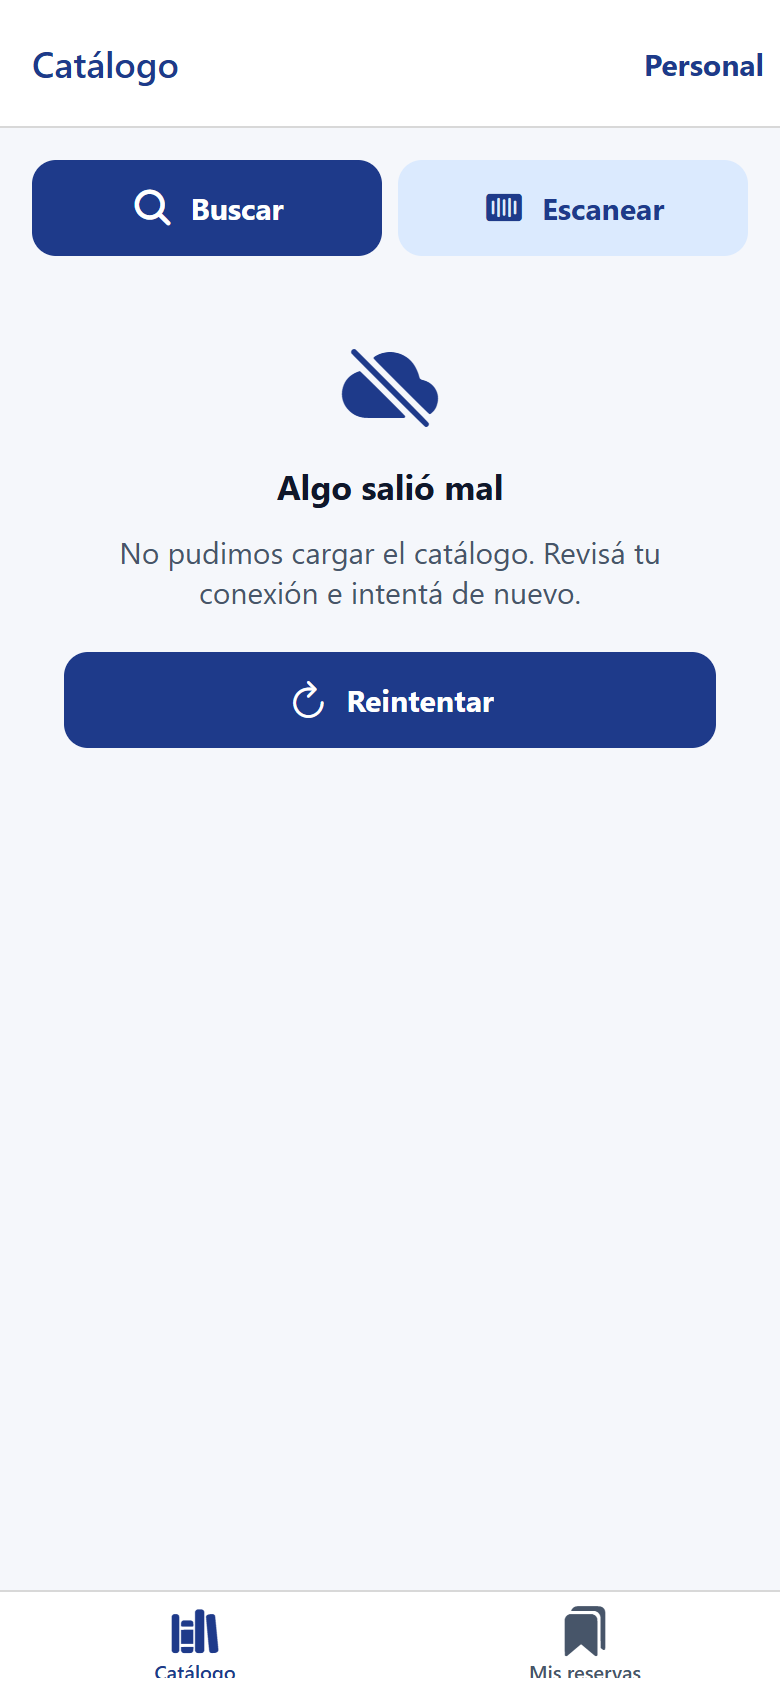 Catálogo
Personal
Buscar
Escanear
Algo salió mal
No pudimos cargar el catálogo. Revisá tu
conexión e intentá de nuevo.
Reintentar
Catálogo
Mis reservas